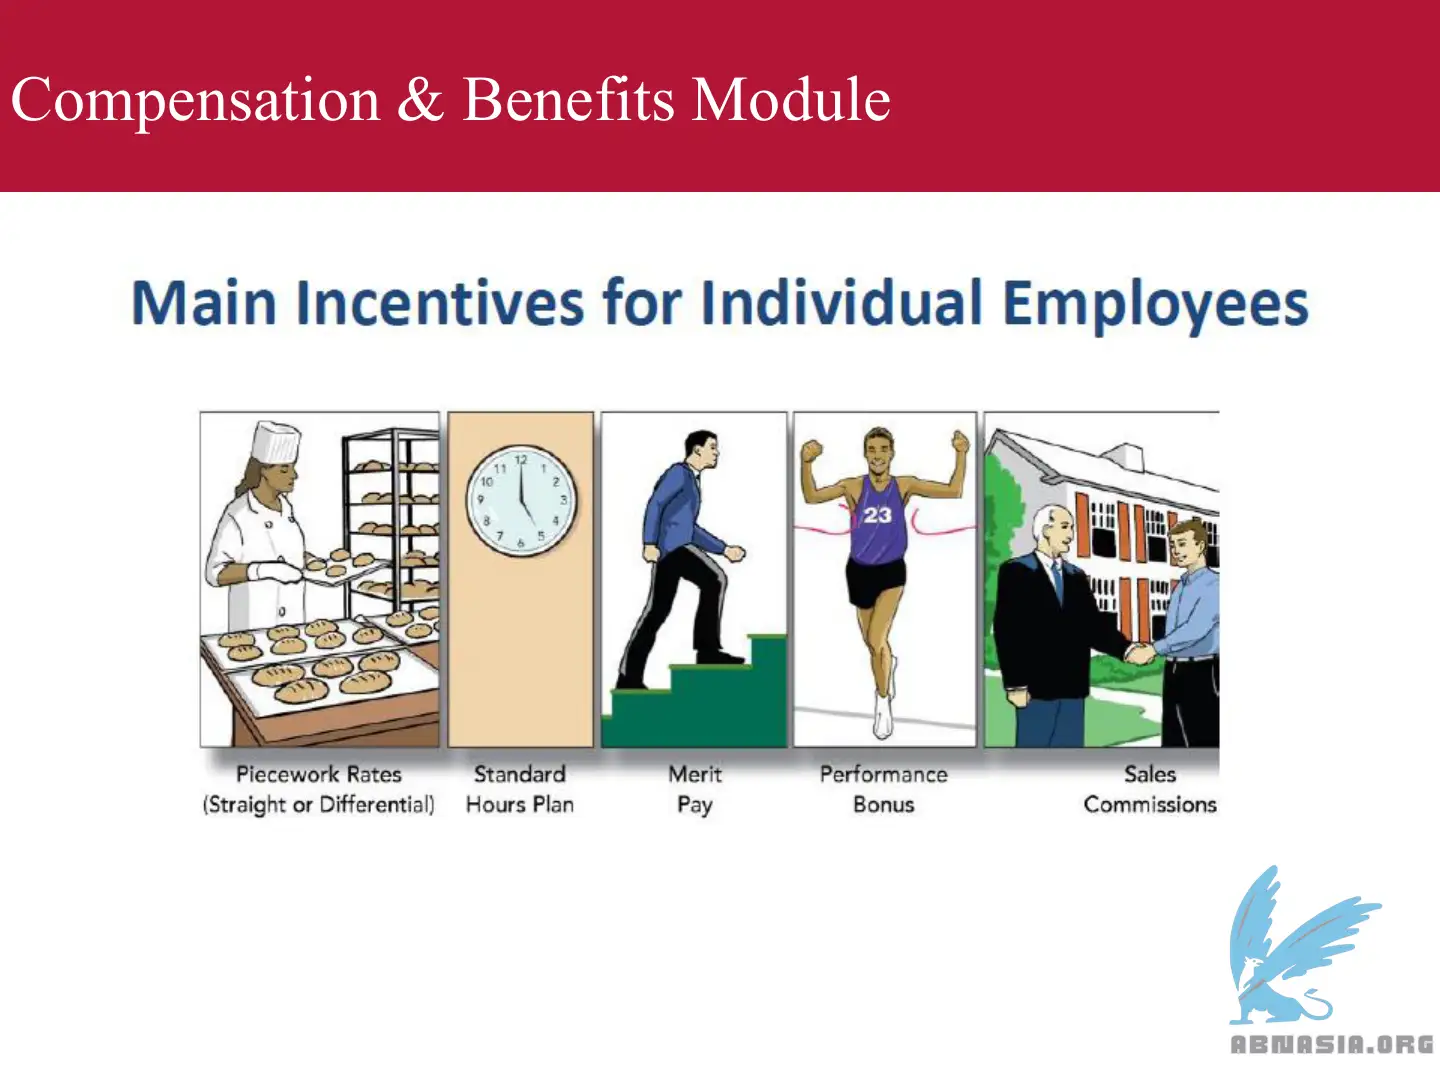 Compensation & Benefits Module
Main Incentives for Individual Employees
12
11 1
10 2
9 3
8 4
7 5
6
23
Piecework Rates
(Straight or Differential)
Standard
Hours Plan
Merit
Pay
Performance
Bonus
Sales
Commissions
ABNASIA.ORG